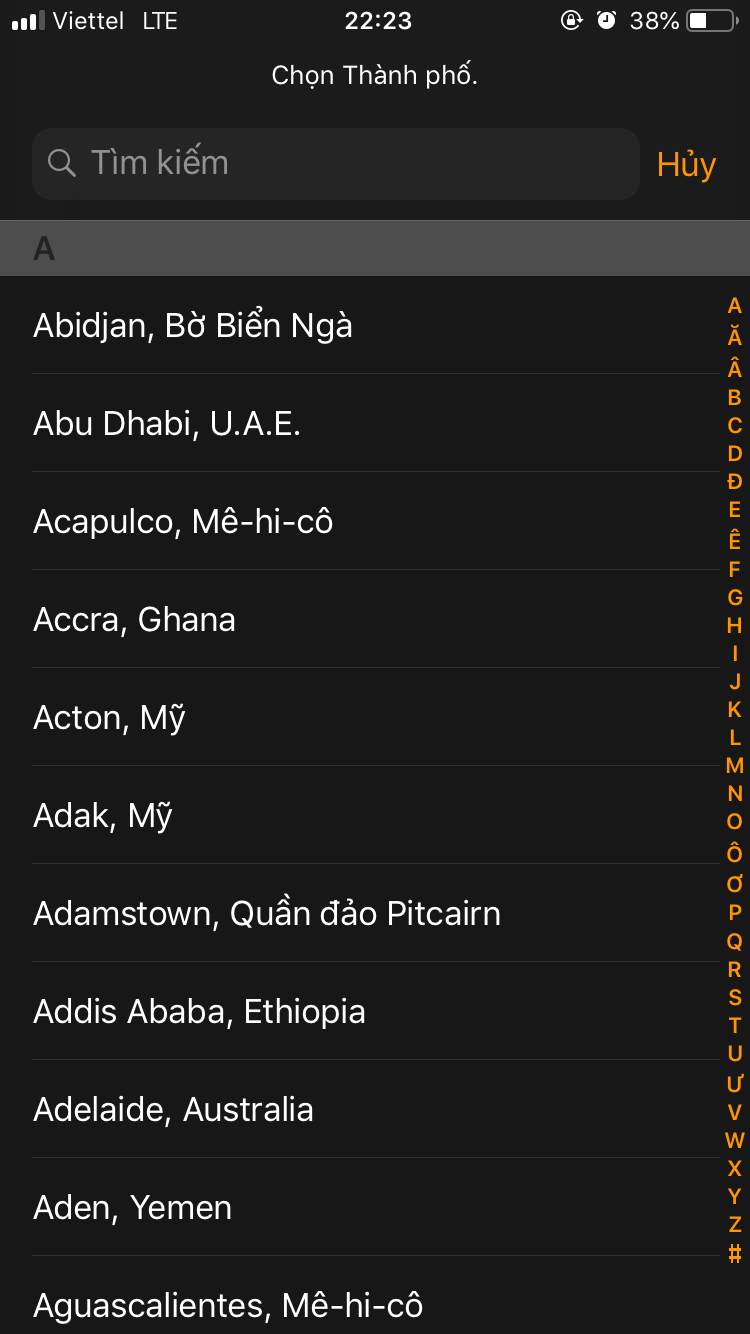 Viettel LTE 22:23 38%
Chọn Thành phố.
Tìm kiếm Hủy
A
Abidjan, Bờ Biển Ngà
Abu Dhabi, U.A.E.
Acapulco, Mê-hi-cô
Accra, Ghana
Acton, Mỹ
Adak, Mỹ
Adamstown, Quần đảo Pitcairn
Addis Ababa, Ethiopia
Adelaide, Australia
Aden, Yemen
Aguascalientes, Mê-hi-cô
A
Ă
Â
B
C
D
Đ
E
Ê
F
G
H
I
J
K
L
M
N
O
Ô
Ơ
P
Q
R
S
T
U
Ư
V
W
X
Y
Z
#